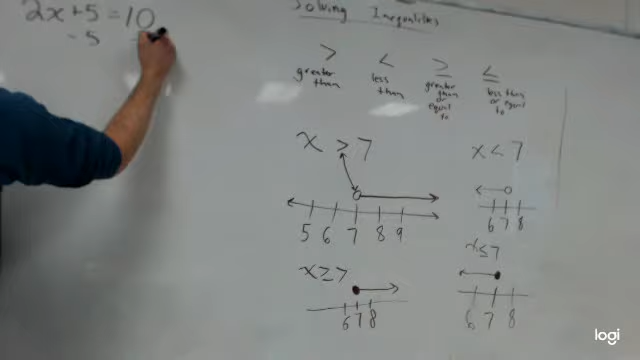 2x + 5 = 10
- 5
Solving Inequalities
> < ≥ ≤
greater than
less than
greater than or equal to
less than or equal to
x > 7
5 6 7 8 9
x < 7
6 7 8
x ≥ 7
6 7 8
x ≤ 7
6 7 8
logi